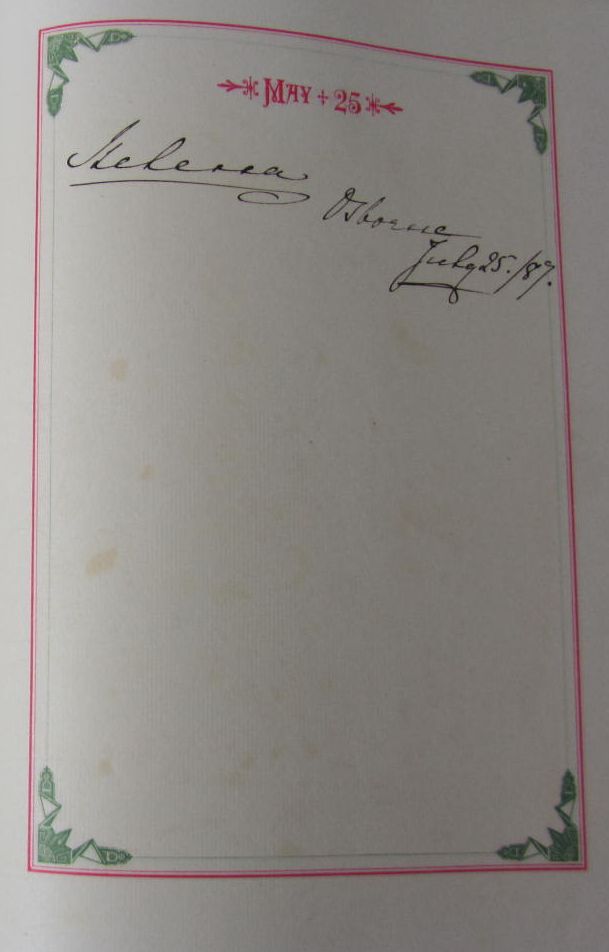 MAY + 25
Helena
Osborne
July 25./87.